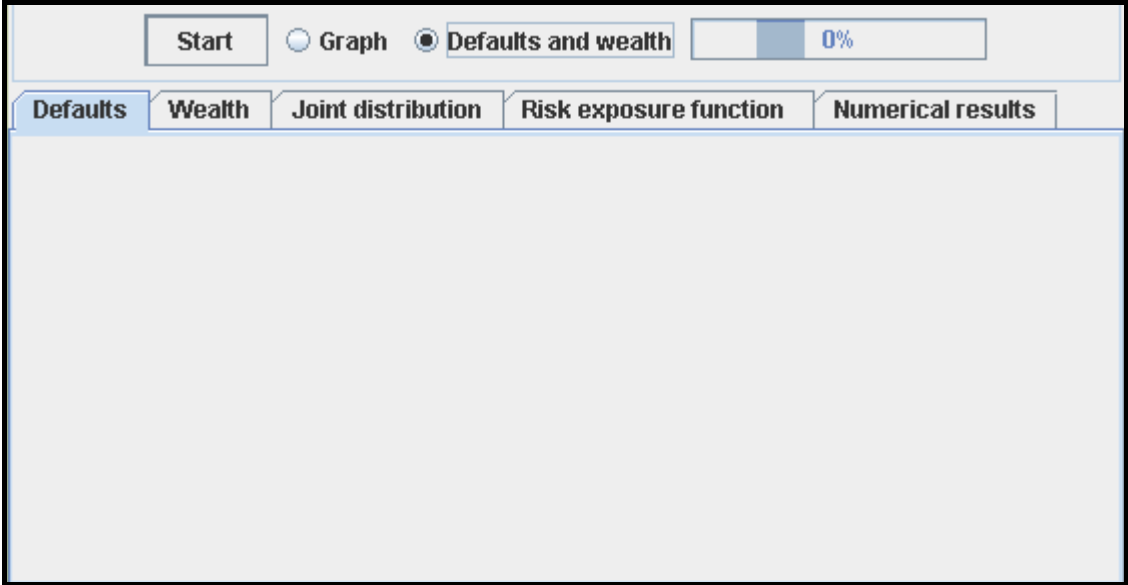 Start Graph Defaults and wealth 0%
Defaults Wealth Joint distribution Risk exposure function Numerical results